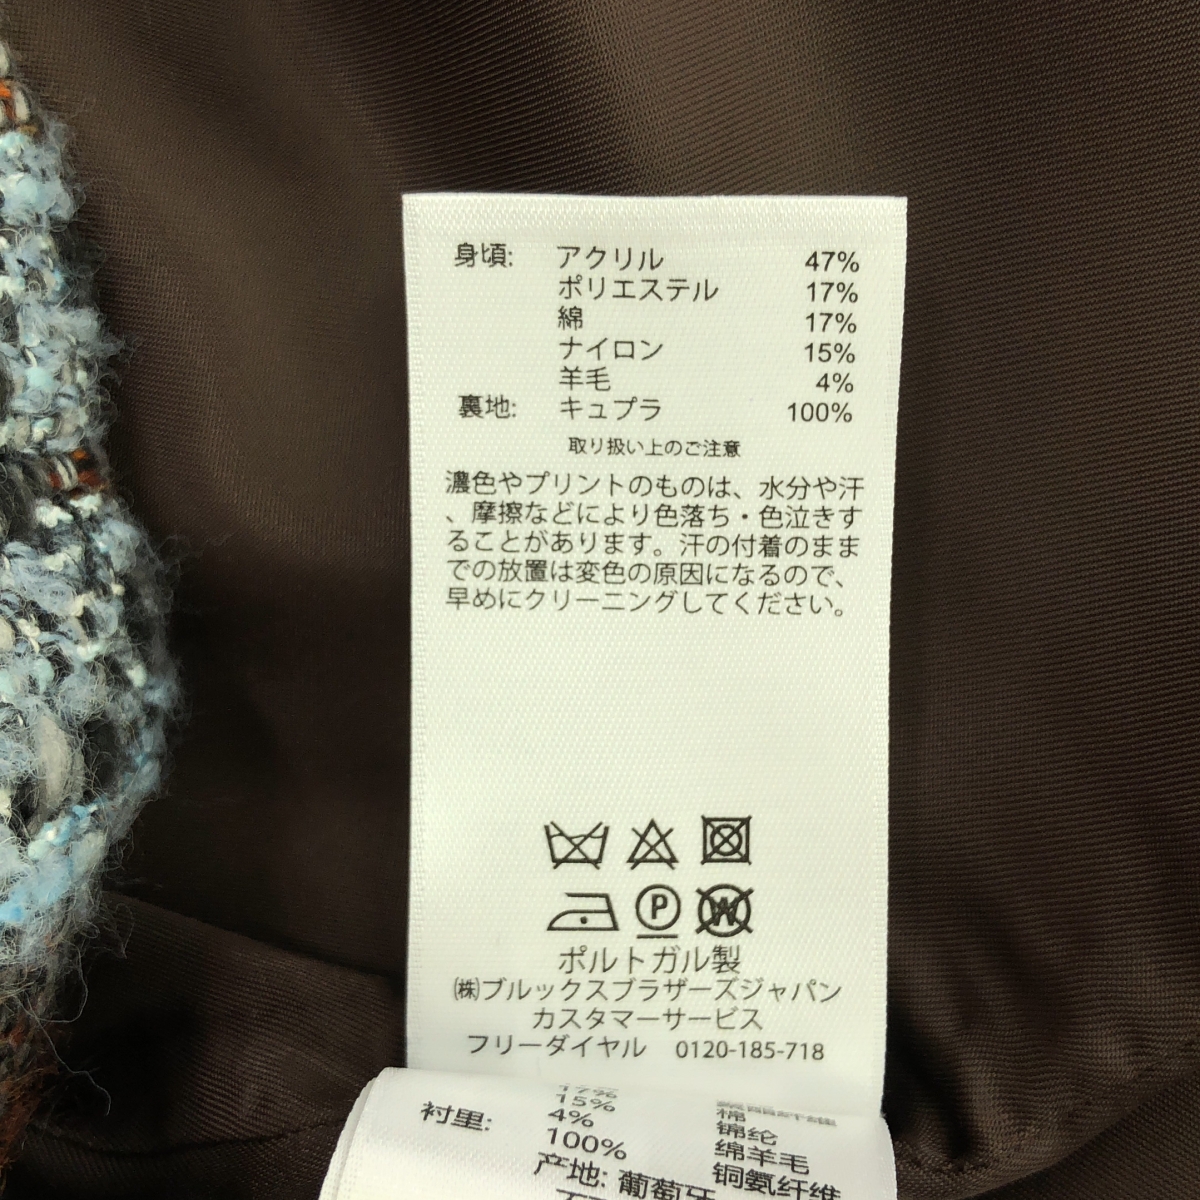 身頃: アクリル 47%
ポリエステル 17%
綿 17%
ナイロン 15%
羊毛 4%
裏地: キュプラ 100%
取り扱い上のご注意
濃色やプリントのものは、水分や汗
、摩擦などにより色落ち・色泣きす
ることがあります。汗の付着のまま
での放置は変色の原因になるので、
早めにクリーニングしてください。
P W
ポルトガル製
㈱ブルックスブラザーズジャパン
カスタマーサービス
フリーダイヤル 0120-185-718
17%
15% 棉
4% 锦纶
衬里: 100% 绵羊毛
铜氨纤维
产地: 葡萄牙